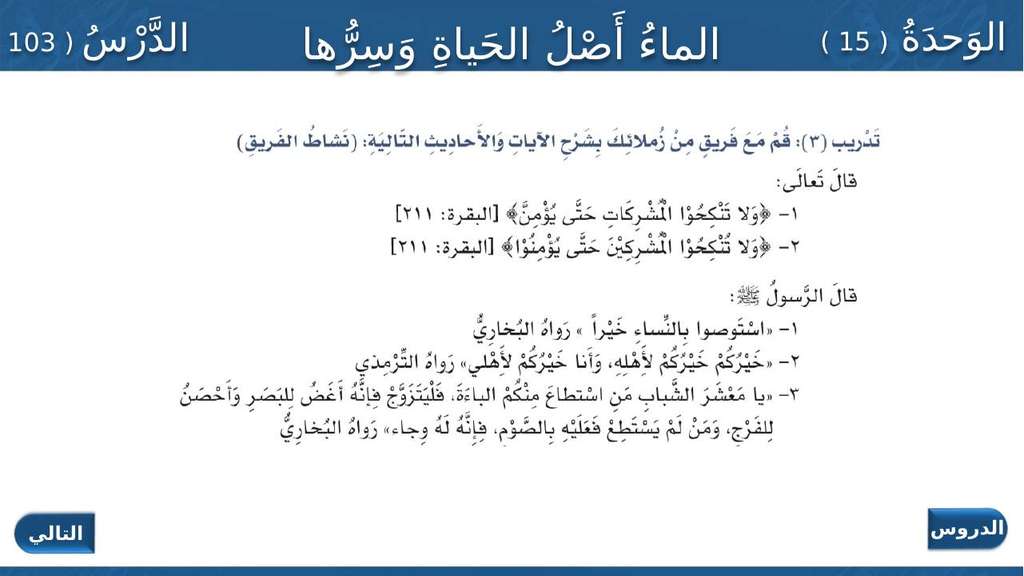 الوَحدَةُ ( 15 )
الماءُ أَصْلُ الحَياةِ وَسِرُّها
الدَّرْسُ ( 103
تَدْريب (٣): قُمْ مَعَ فَريقٍ مِنْ زُملائِكَ بِشَرْحِ الآياتِ وَالأَحاديثِ التّالِيَةِ: (نَشاطُ الفَريقِ)
قالَ تَعالَى:
١- ﴿وَلا تَنْكِحُوْا الْمُشْرِكَاتِ حَتَّى يُؤْمِنَّ﴾ [البقرة: ٢١١]
٢- ﴿وَلا تُنْكِحُوْا الْمُشْرِكِيْنَ حَتَّى يُؤْمِنُوْا﴾ [البقرة: ٢١١]
قالَ الرَّسولُ ﷺ:
١- «اسْتَوصوا بِالنِّساءِ خَيْراً » رَواهُ البُخارِيُّ
٢- «خَيْرُكُمْ خَيْرُكُمْ لأَهْلِهِ، وَأَنا خَيْرُكُمْ لأَهْلي» رَواهُ التِّرْمِذي
٣- «يا مَعْشَرَ الشَّبابِ مَنِ اسْتطاعَ مِنْكُمْ الباءَةَ، فَلْيَتَزَوَّجْ فإِنَّهُ أَغَضُ لِلبَصَرِ وَأَحْصَنُ
لِلفَرْجِ، وَمَنْ لَمْ يَسْتَطِعْ فَعَلَيْهِ بِالصَّوْمِ، فإِنَّهُ لَهُ وِجاء» رَواهُ البُخارِيُّ
الدروس
التالي